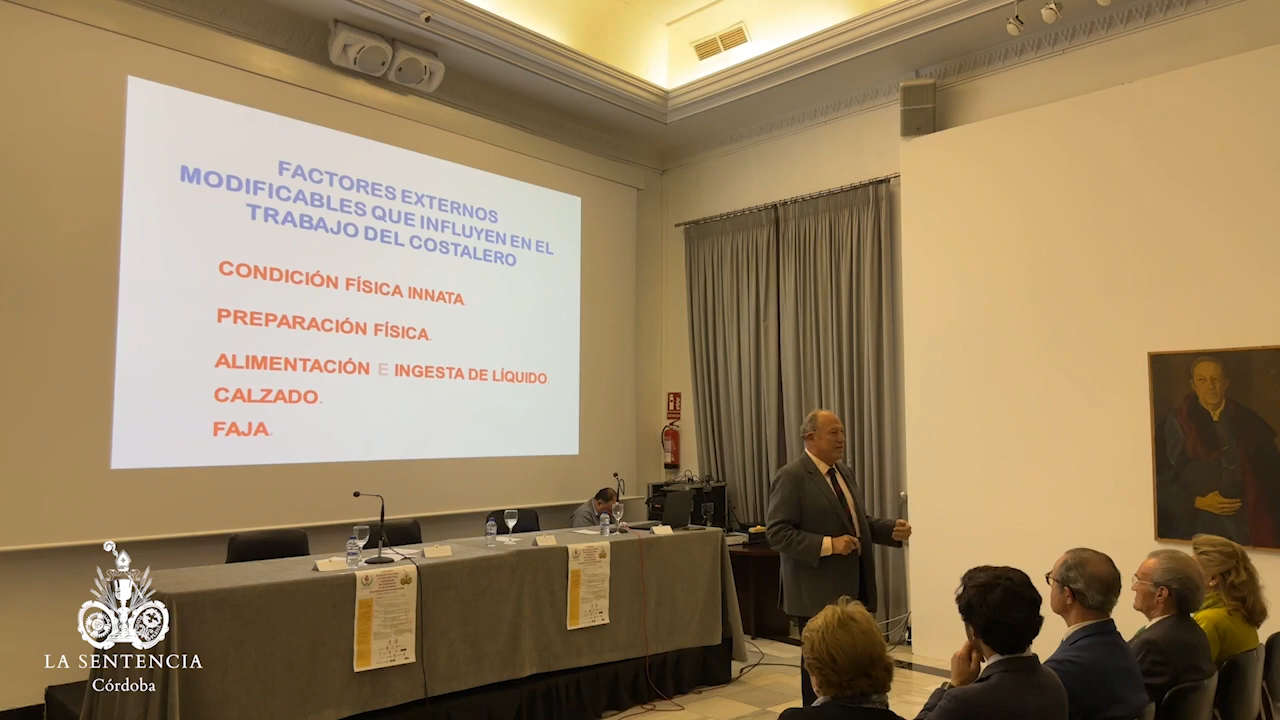 FACTORES EXTERNOS
MODIFICABLES QUE INFLUYEN EN EL
TRABAJO DEL COSTALERO
CONDICIÓN FÍSICA INNATA.
PREPARACIÓN FÍSICA.
ALIMENTACIÓN E INGESTA DE LÍQUIDO.
CALZADO.
FAJA.
LA SENTENCIA
Córdoba